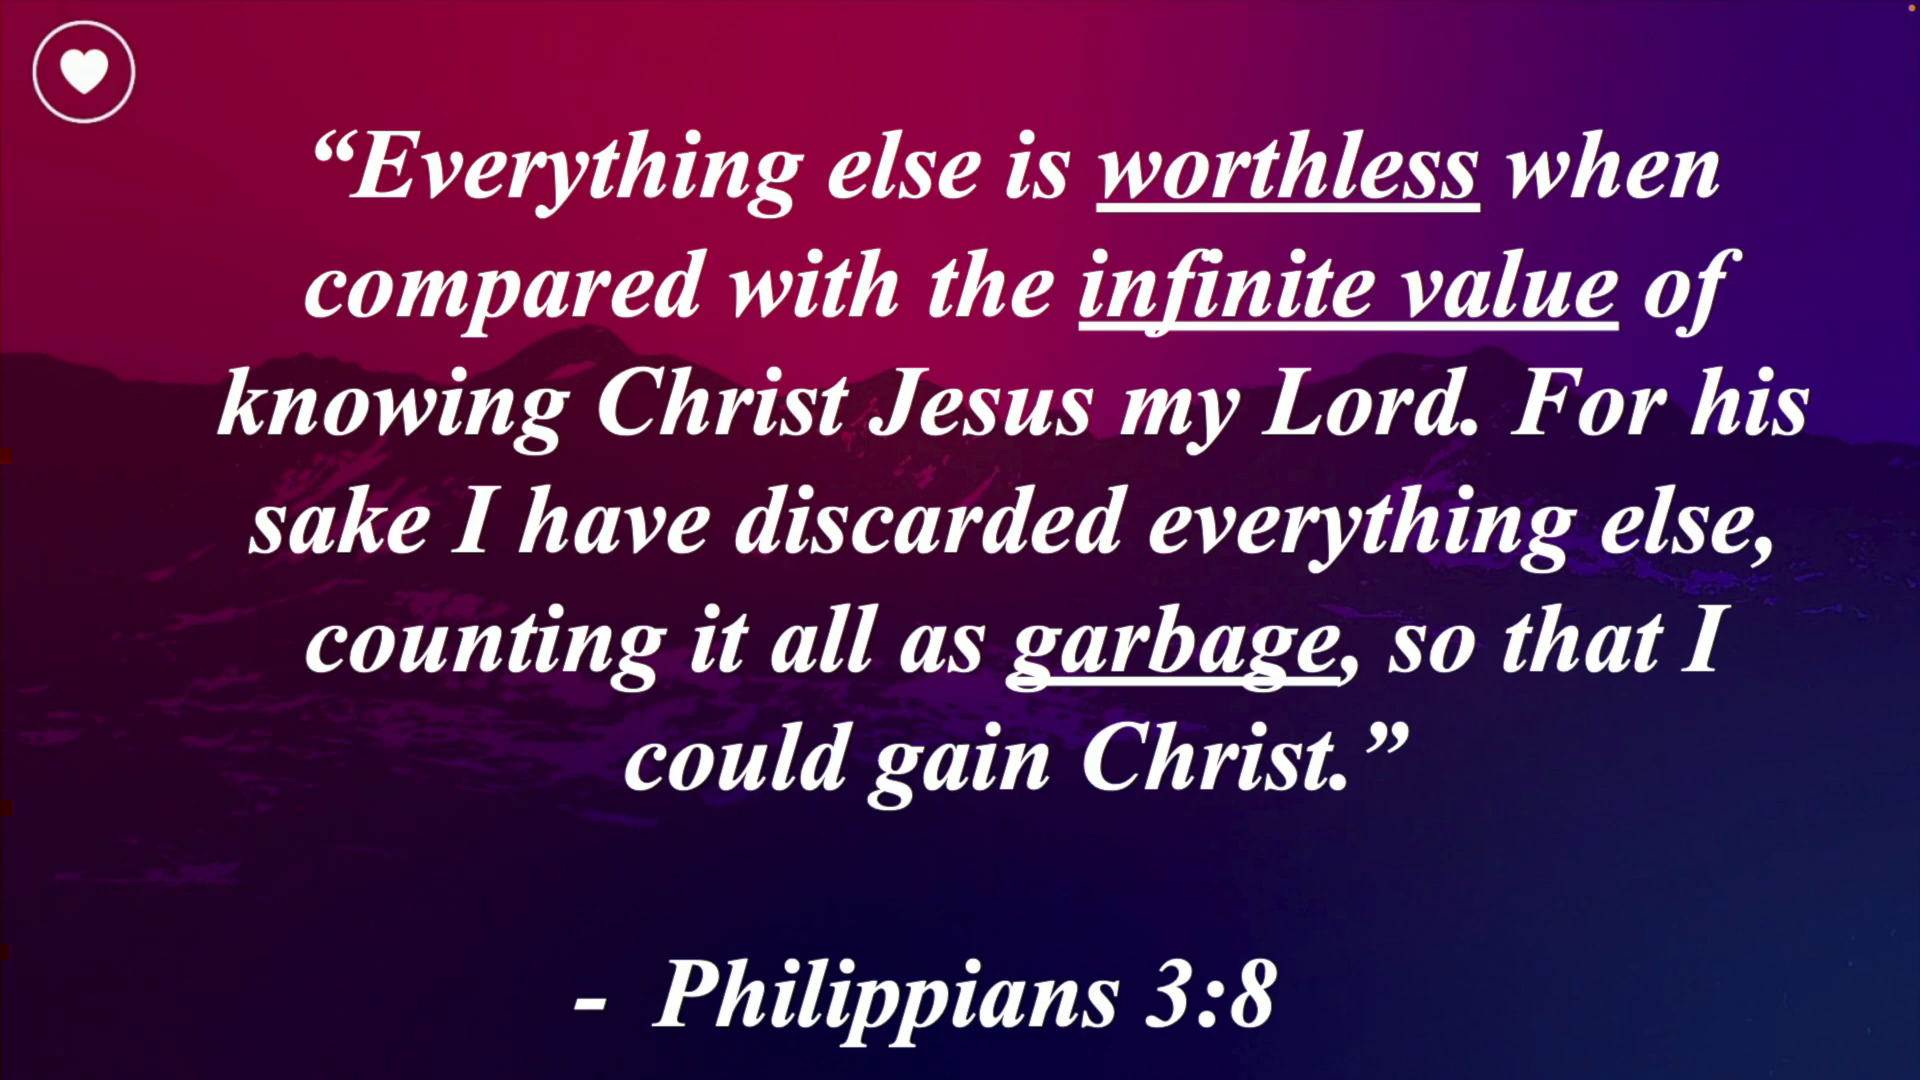 “Everything else is worthless when
compared with the infinite value of
knowing Christ Jesus my Lord. For his
sake I have discarded everything else,
counting it all as garbage, so that I
could gain Christ.”
- Philippians 3:8